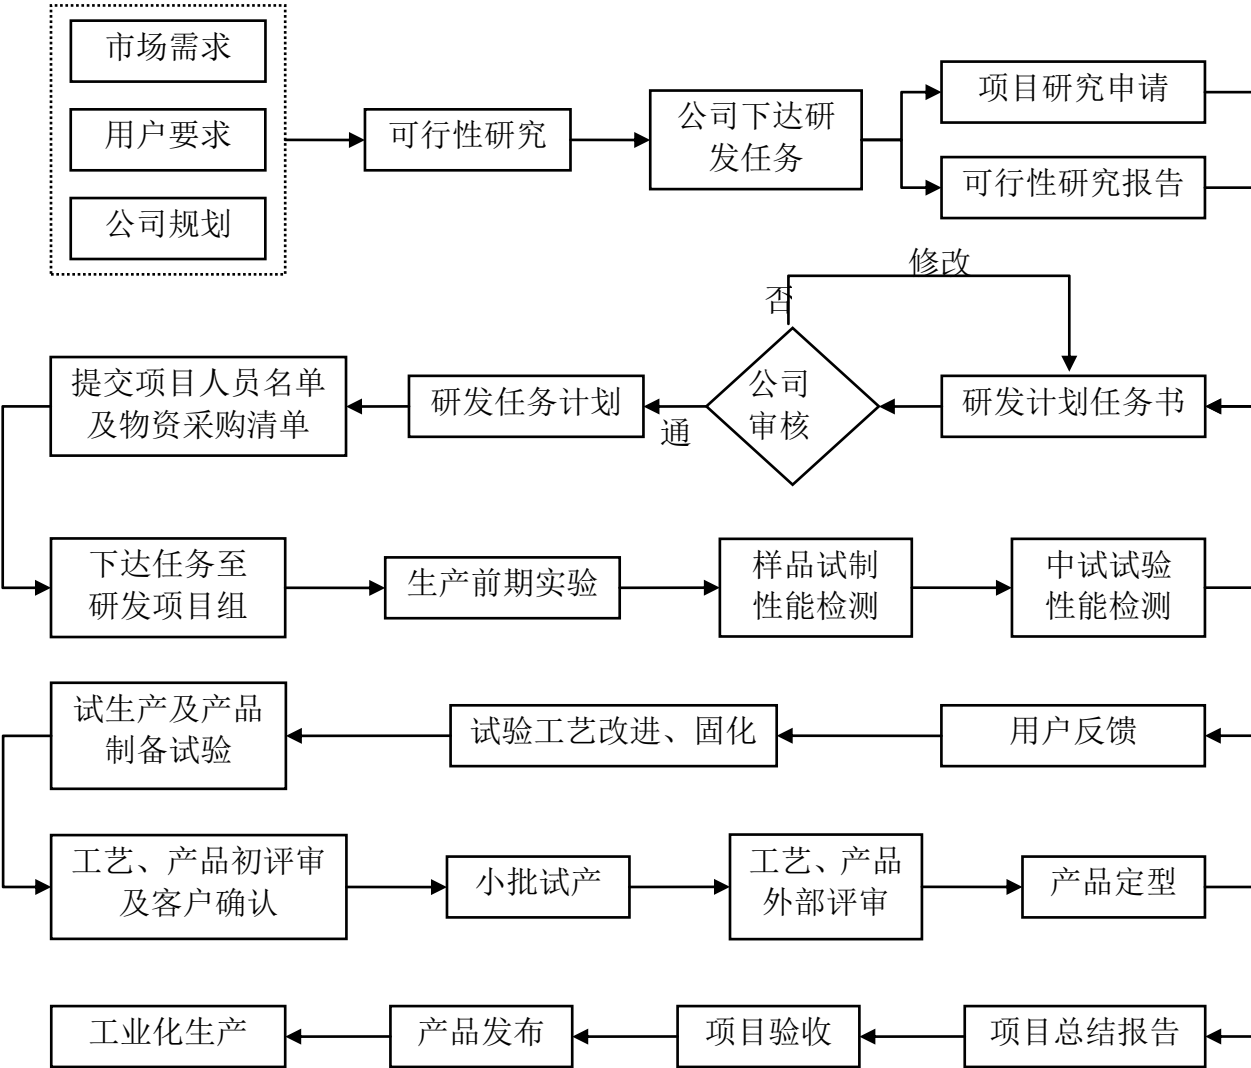 市场需求
用户要求
公司规划
可行性研究
公司下达研
发任务
项目研究申请
可行性研究报告
修改
否
提交项目人员名单
及物资采购清单
研发任务计划
通
公司
审核
研发计划任务书
下达任务至
研发项目组
生产前期实验
样品试制
性能检测
中试试验
性能检测
试生产及产品
制备试验
试验工艺改进、固化
用户反馈
工艺、产品初评审
及客户确认
小批试产
工艺、产品
外部评审
产品定型
工业化生产
产品发布
项目验收
项目总结报告